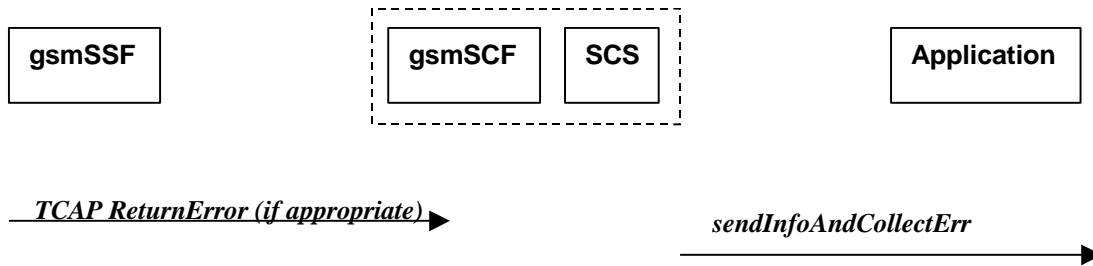 gsmSSF
gsmSCF
SCS
Application
TCAP ReturnError (if appropriate)
sendInfoAndCollectErr